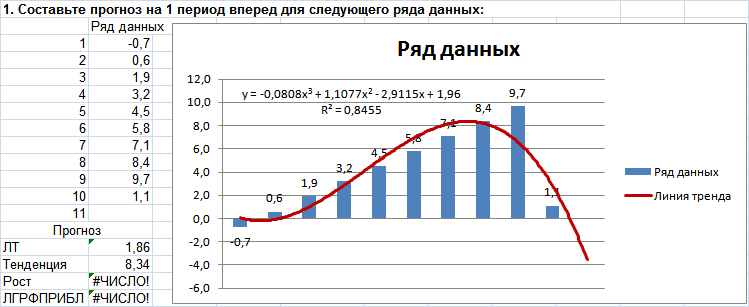 1. Составьте прогноз на 1 период вперед для следующего ряда данных:
Ряд данных
1 -0,7
2 0,6
3 1,9
4 3,2
5 4,5
6 5,8
7 7,1
8 8,4
9 9,7
10 1,1
11
Прогноз
ЛТ 1,86
Тенденция 8,34
Рост #ЧИСЛО!
ЛГРФПРИБЛ #ЧИСЛО!
Ряд данных
y = -0,0808x³ + 1,1077x² - 2,9115x + 1,96
R² = 0,8455
12,0
10,0
8,0
6,0
4,0
2,0
0,0
-2,0
-4,0
-6,0
-0,7
0,6
1,9
3,2
4,5
5,8
7,1
8,4
9,7
1,1
Ряд данных
Линия тренда